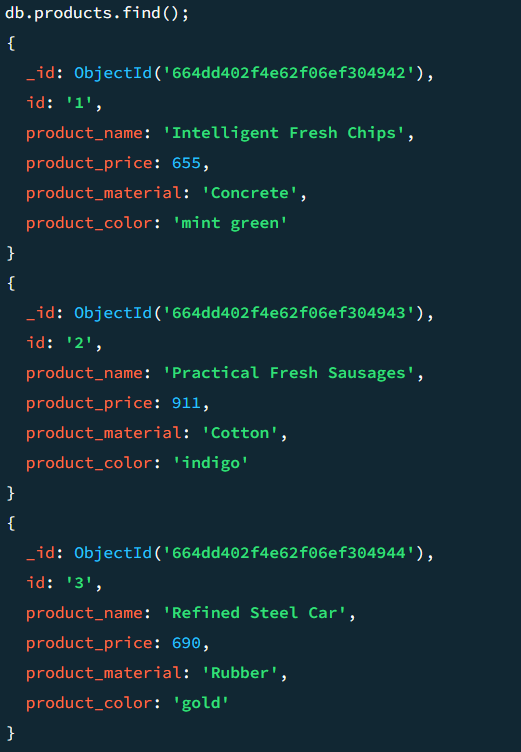 db.products.find();
{
  _id: ObjectId('664dd402f4e62f06ef304942'),
  id: '1',
  product_name: 'Intelligent Fresh Chips',
  product_price: 655,
  product_material: 'Concrete',
  product_color: 'mint green'
}
{
  _id: ObjectId('664dd402f4e62f06ef304943'),
  id: '2',
  product_name: 'Practical Fresh Sausages',
  product_price: 911,
  product_material: 'Cotton',
  product_color: 'indigo'
}
{
  _id: ObjectId('664dd402f4e62f06ef304944'),
  id: '3',
  product_name: 'Refined Steel Car',
  product_price: 690,
  product_material: 'Rubber',
  product_color: 'gold'
}